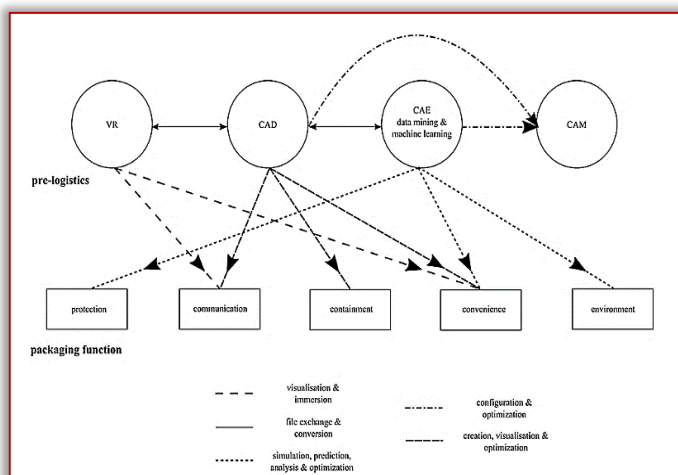 VR
CAD
CAE
data mining &
machine learning
CAM
pre-logistics
protection
communication
containment
convenience
environment
packaging function
visualisation &
immersion
file exchange &
conversion
simulation, prediction,
analysis & optimization
configuration &
optimization
creation, visualisation &
optimization